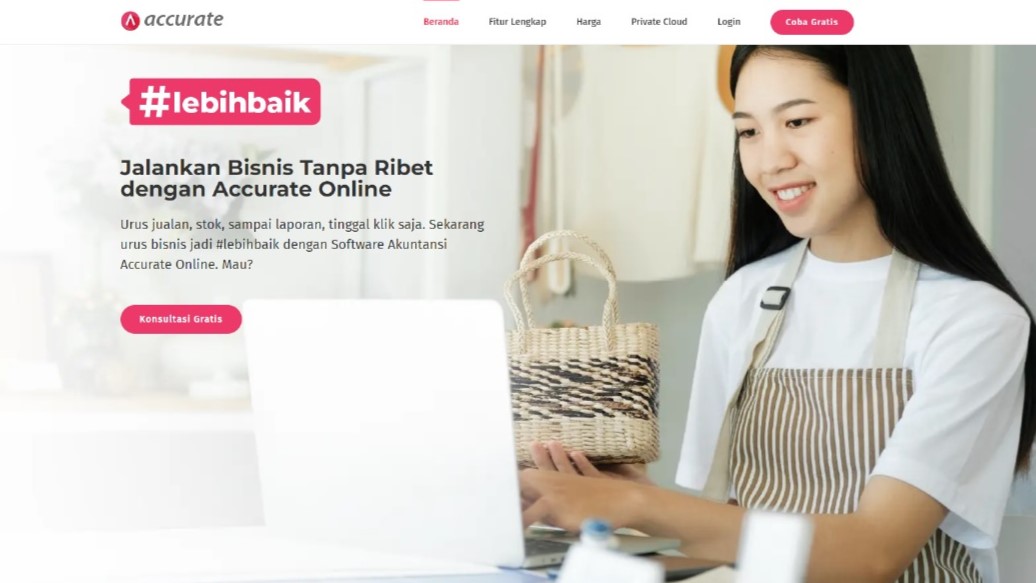 accurate
Beranda
Fitur Lengkap
Harga
Private Cloud
Login
Coba Gratis
#lebihbaik
Jalankan Bisnis Tanpa Ribet
dengan Accurate Online
Urus jualan, stok, sampai laporan, tinggal klik saja. Sekarang
urus bisnis jadi #lebihbaik dengan Software Akuntansi
Accurate Online. Mau?
Konsultasi Gratis